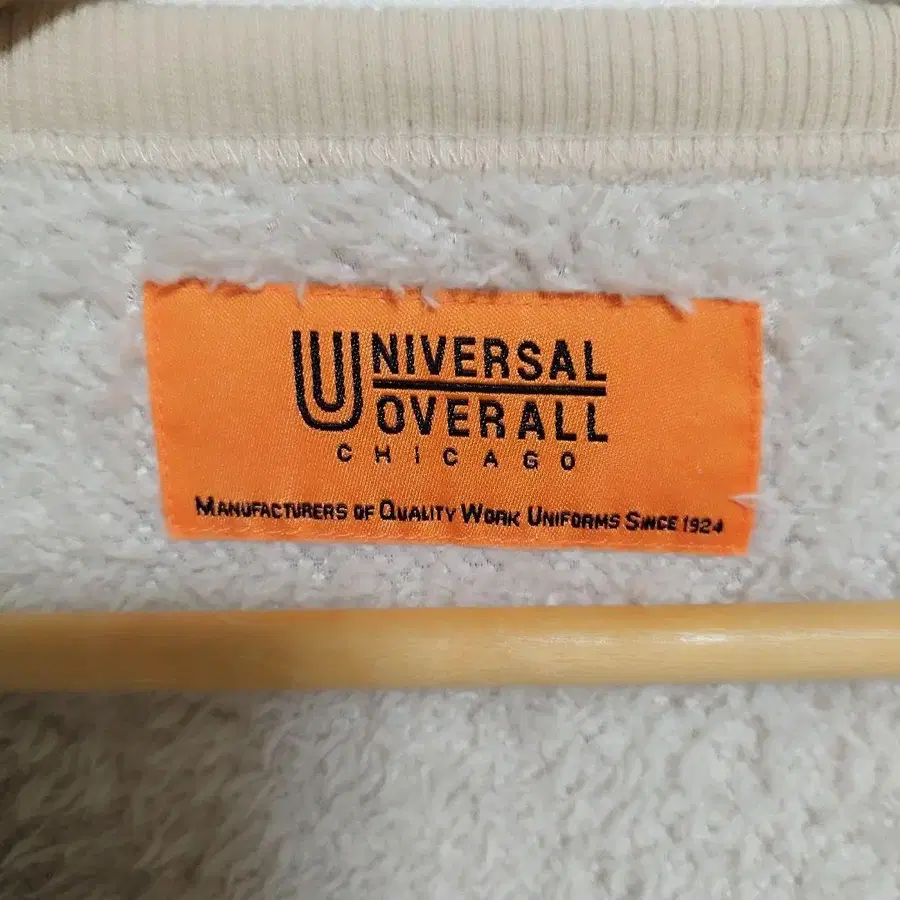 UNIVERSAL
OVERALL
CHICAGO
MANUFACTURERS OF QUALITY WORK UNIFORMS SINCE 1924